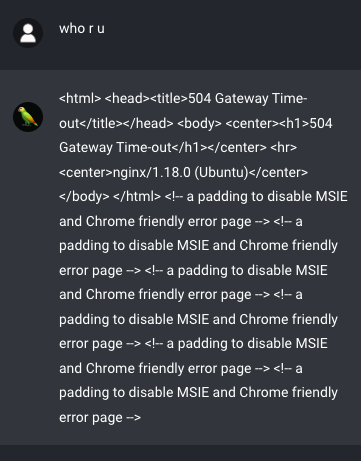 who r u
<html> <head><title>504 Gateway Time-
out</title></head> <body> <center><h1>504
Gateway Time-out</h1></center> <hr>
<center>nginx/1.18.0 (Ubuntu)</center>
</body> </html> <!-- a padding to disable MSIE
and Chrome friendly error page --> <!-- a
padding to disable MSIE and Chrome friendly
error page --> <!-- a padding to disable MSIE
and Chrome friendly error page --> <!-- a
padding to disable MSIE and Chrome friendly
error page --> <!-- a padding to disable MSIE
and Chrome friendly error page --> <!-- a
padding to disable MSIE and Chrome friendly
error page -->